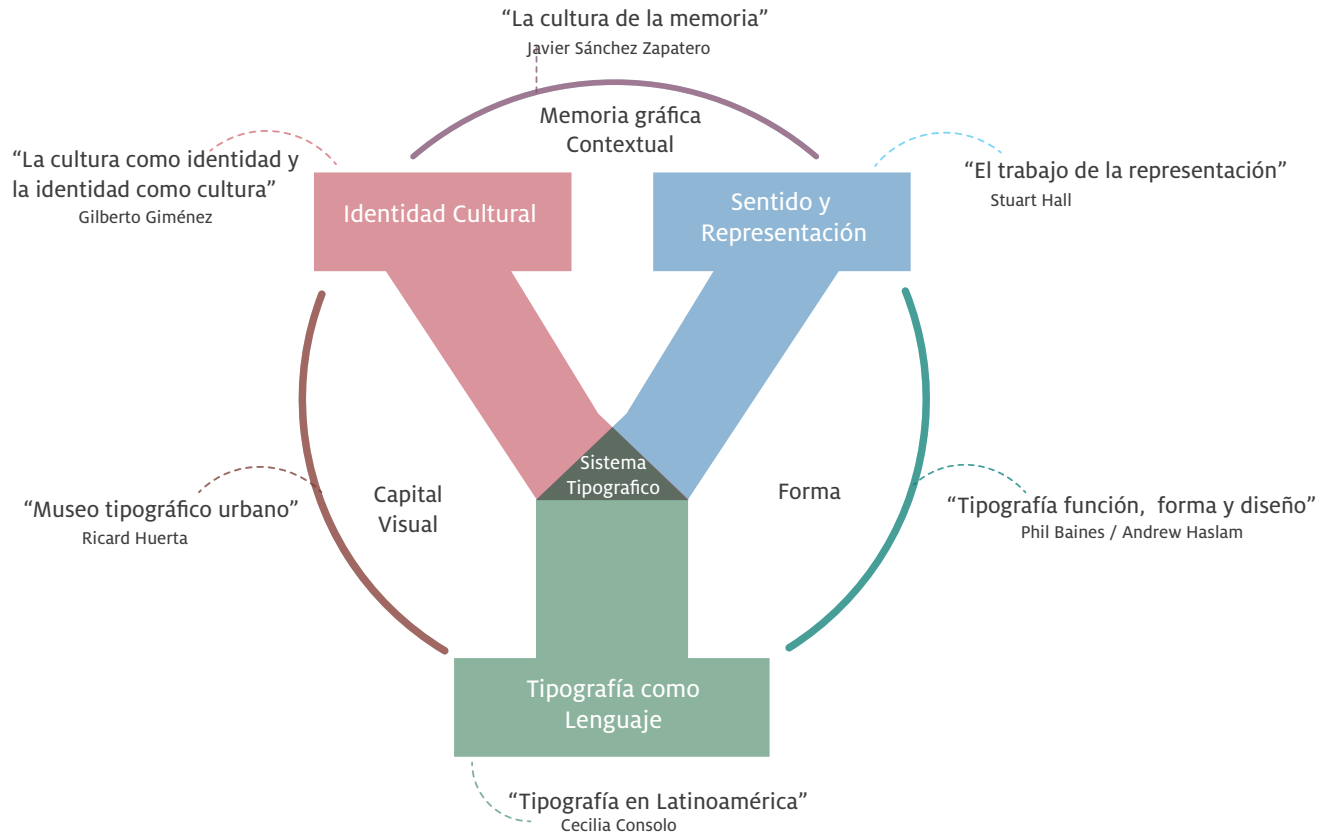 “La cultura de la memoria”
Javier Sánchez Zapatero
Memoria gráfica
Contextual
“La cultura como identidad y
la identidad como cultura”
Gilberto Giménez
“El trabajo de la representación”
Stuart Hall
Identidad Cultural
Sentido y
Representación
Sistema
Tipografico
Capital
Visual
Forma
“Museo tipográfico urbano”
Ricard Huerta
“Tipografía función, forma y diseño”
Phil Baines / Andrew Haslam
Tipografía como
Lenguaje
“Tipografía en Latinoamérica”
Cecilia Consolo